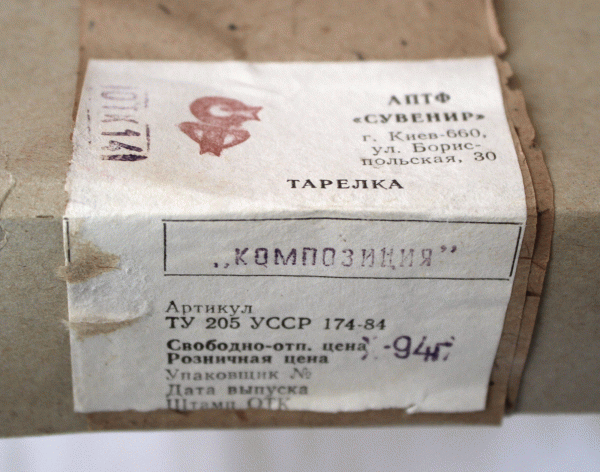 АПТФ
«СУВЕНИР»
г. Киев-660,
ул. Борис-
польская, 30
ТАРЕЛКА
„КОМПОЗИЦИЯ”
Артикул
ТУ 205 УССР 174-84
Свободно-отп. цена
Розничная цена
-94г.
Упаковщик №
Дата выпуска
Штамп ОТК